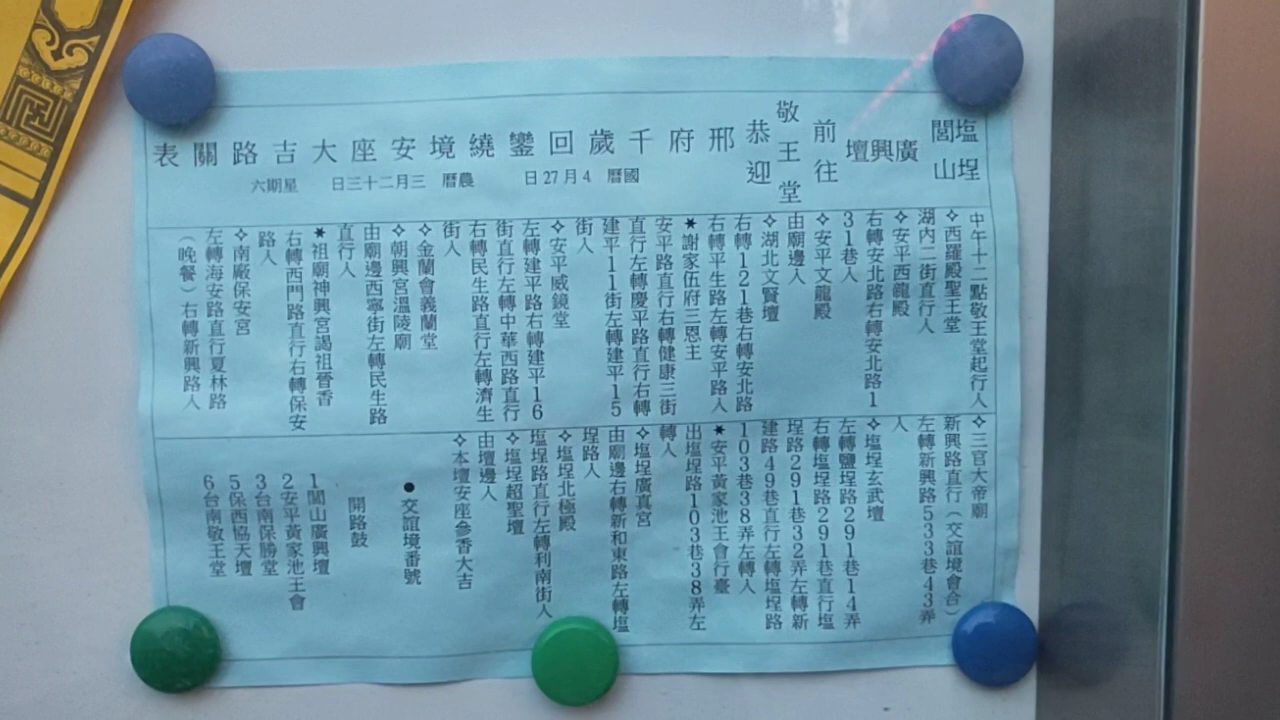 塩埕
閭山
廣興壇
前往
敬王堂
恭迎
邢府千歲回鑾繞境安座大吉路關表
國曆 4月27日
農曆 三月二十三日
星期六
中午十二點敬王堂起行人
✧西羅殿聖王堂
湖內二街直行人
✧安平西龍殿
右轉安北路右轉安北路1
31巷人
✧安平文龍殿
由廟邊入
✧湖北文賢壇
右轉121巷右轉安北路
右轉平生路左轉安平路入
★謝家伍府三恩主
安平路直行右轉健康三街
直行左轉慶平路直行右轉
建平11街左轉建平15
街人
✧安平威鏡堂
左轉建平路右轉建平16
街直行左轉中華西路直行
右轉民生路直行左轉濟生
街人
✧金蘭會義蘭堂
✧朝興宮溫陵廟
由廟邊西寧街左轉民生路
直行人
★祖廟神興宮謁祖晉香
右轉西門路直行右轉保安
路人
✧南廠保安宮
左轉海安路直行夏林路
（晚餐）右轉新興路人
✧三官大帝廟
新興路直行（交誼境會合）
左轉新興路533巷43弄
人
✧塩埕玄武壇
左轉鹽埕路291巷14弄
右轉塩埕路291巷直行塩
埕路291巷32弄左轉新
建路49巷直行左轉塩埕路
103巷38弄左轉人
★安平黃家池王會行臺
出塩埕路103巷38弄左
轉人
✧塩埕廣真宮
由廟邊右轉新和東路左轉塩
埕路人
✧塩埕北極殿
塩埕路直行左轉利南街人
✧塩埕超聖壇
由壇邊人
✧本壇安座參香大吉
●交誼境番號
開路鼓
1閭山廣興壇
2安平黃家池王會
3台南保勝堂
5保西協天壇
6台南敬王堂